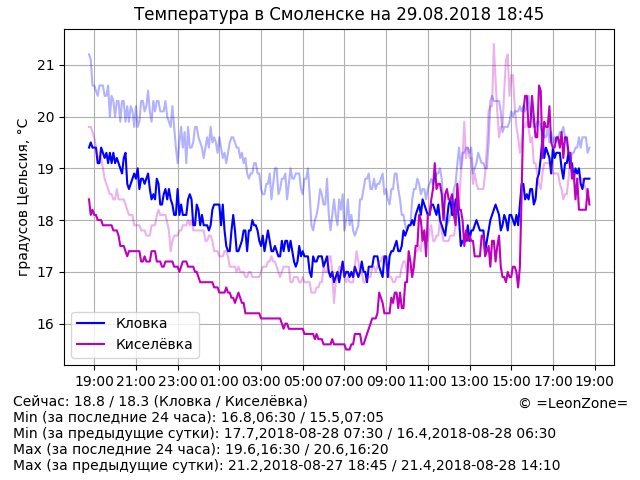 Температура в Смоленске на 29.08.2018 18:45
градусов Цельсия, °C
21
20
19
18
17
16
Кловка
Киселёвка
19:00 21:00 23:00 01:00 03:00 05:00 07:00 09:00 11:00 13:00 15:00 17:00 19:00
Сейчас: 18.8 / 18.3 (Кловка / Киселёвка)
© =LeonZone=
Min (за последние 24 часа): 16.8,06:30 / 15.5,07:05
Min (за предыдущие сутки): 17.7,2018-08-28 07:30 / 16.4,2018-08-28 06:30
Max (за последние 24 часа): 19.6,16:30 / 20.6,16:20
Max (за предыдущие сутки): 21.2,2018-08-27 18:45 / 21.4,2018-08-28 14:10